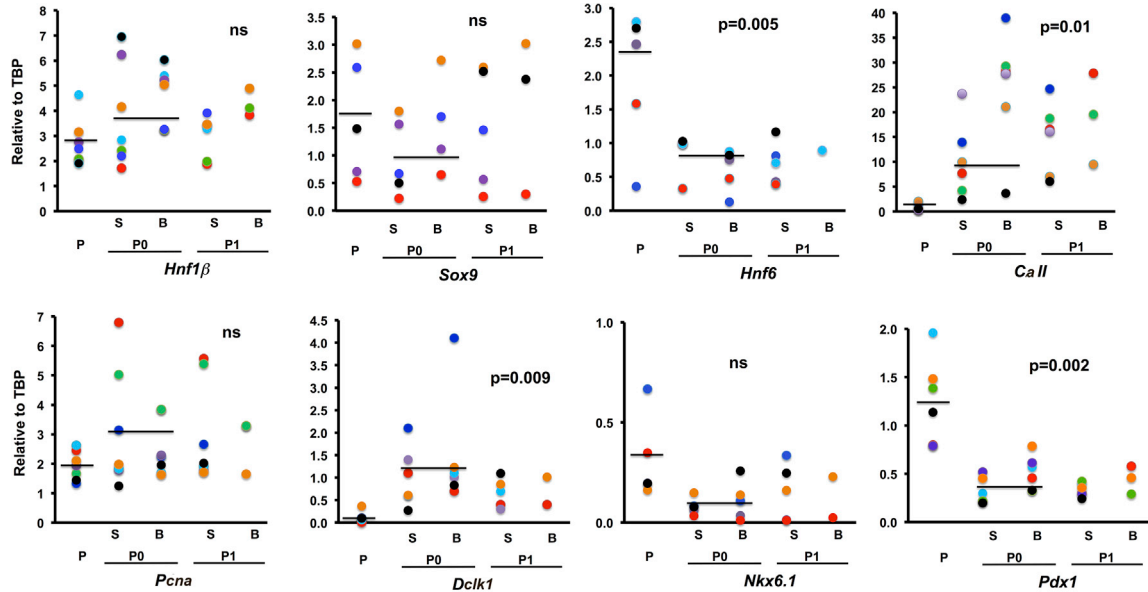 Relative to TBP
8
7
6
5
4
3
2
1
0
ns
S B S B
P P0 P1
Hnf1β
3.5
3.0
2.5
2.0
1.5
1.0
0.5
0.0
ns
S B S B
P P0 P1
Sox9
3.0
2.5
2.0
1.5
1.0
0.5
0.0
p=0.005
S B S B
P P0 P1
Hnf6
40
35
30
25
20
15
10
5
0
p=0.01
S B S B
P P0 P1
Ca II
Relative to TBP
7
6
5
4
3
2
1
0
ns
S B S B
P P0 P1
Pcna
4.5
4.0
3.5
3.0
2.5
2.0
1.5
1.0
0.5
0.0
p=0.009
S B S B
P P0 P1
Dclk1
1.0
0.5
0.0
ns
S B S B
P P0 P1
Nkx6.1
2.0
1.5
1.0
0.5
0.0
p=0.002
S B S B
P P0 P1
Pdx1